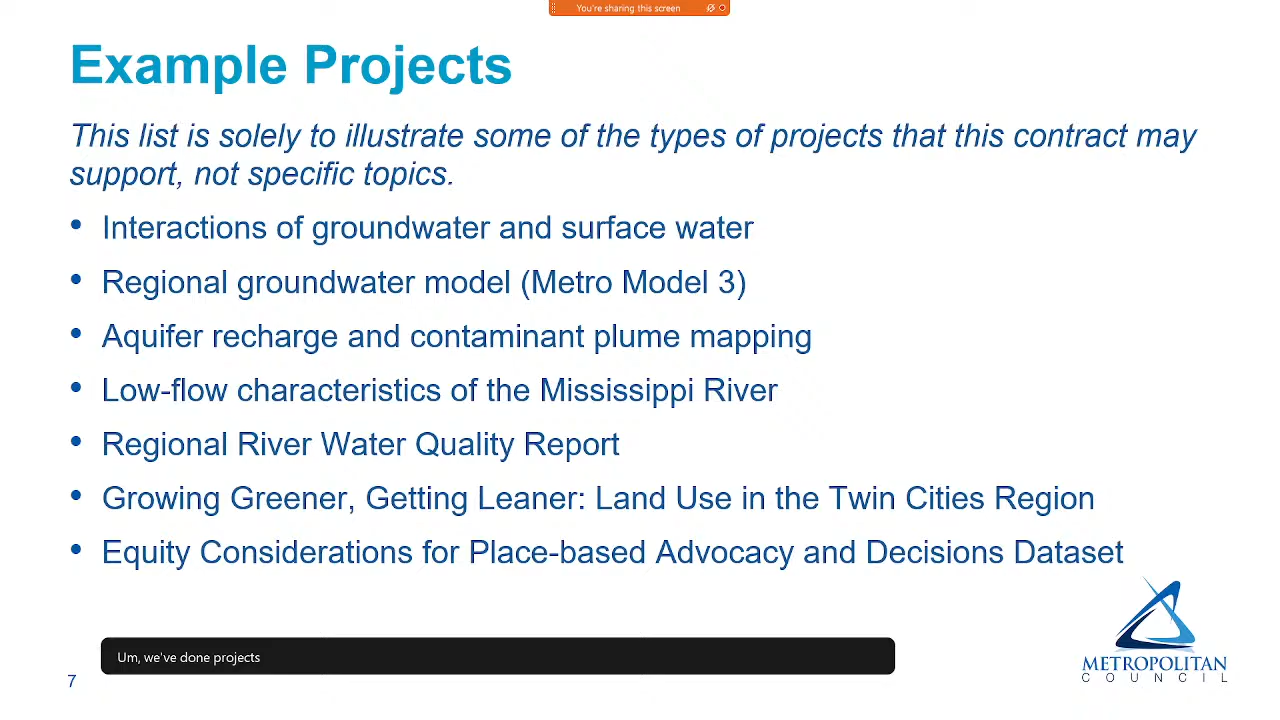 You're sharing this screen
Example Projects
This list is solely to illustrate some of the types of projects that this contract may
support, not specific topics.
• Interactions of groundwater and surface water
• Regional groundwater model (Metro Model 3)
• Aquifer recharge and contaminant plume mapping
• Low-flow characteristics of the Mississippi River
• Regional River Water Quality Report
• Growing Greener, Getting Leaner: Land Use in the Twin Cities Region
• Equity Considerations for Place-based Advocacy and Decisions Dataset
Um, we've done projects
7
METROPOLITAN
COUNCIL